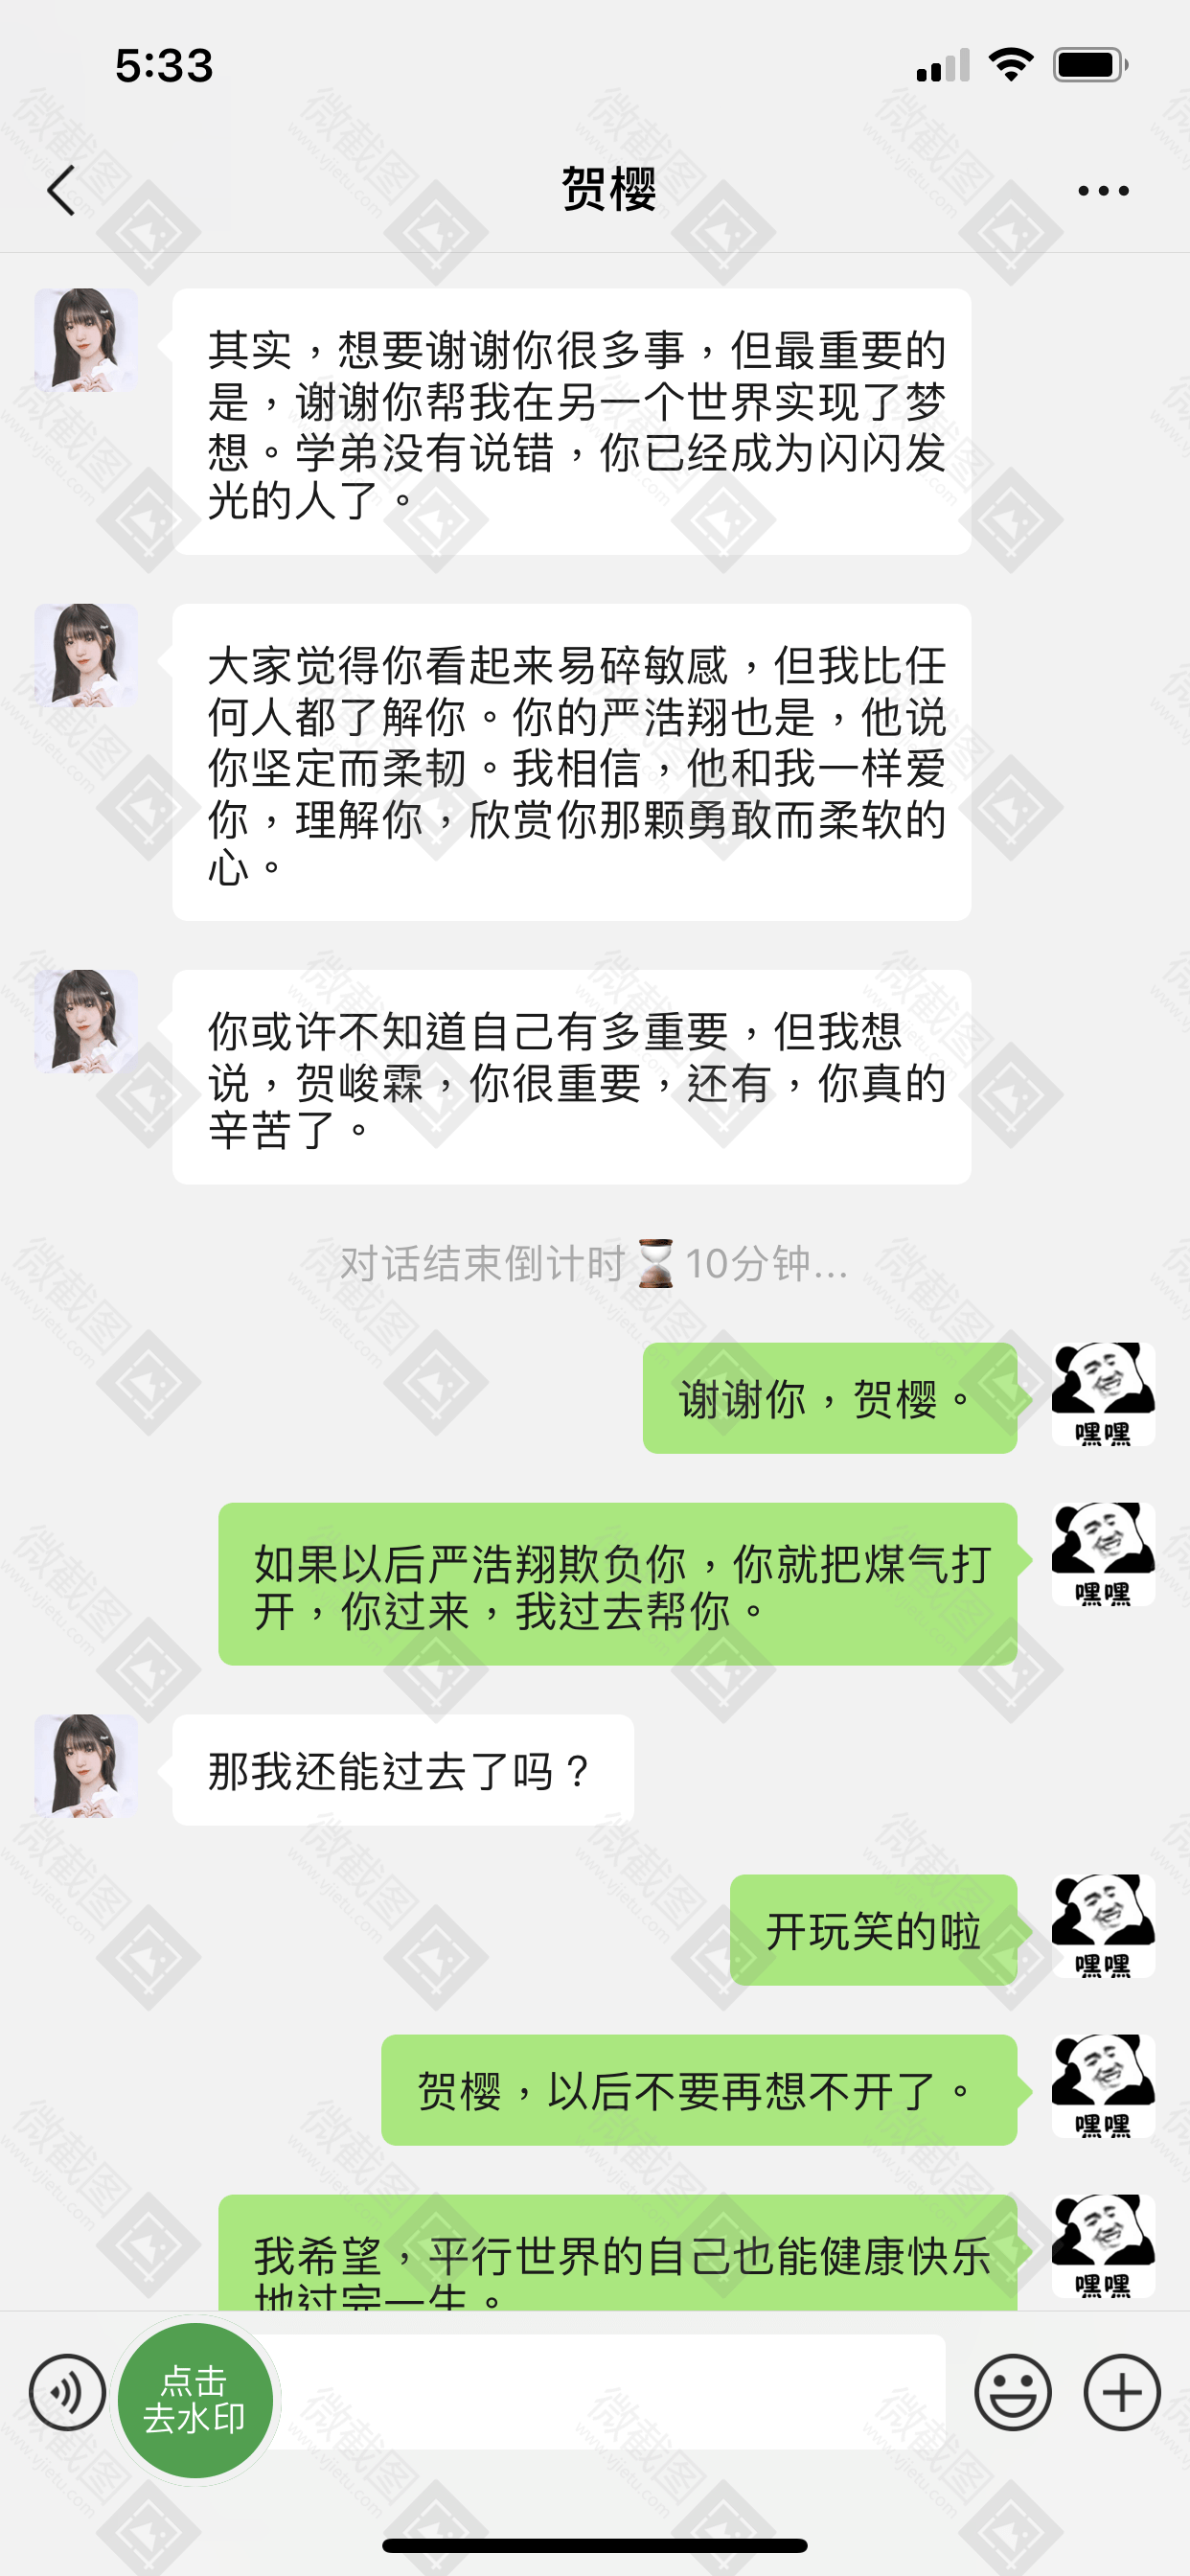 5:33
贺樱
其实，想要谢谢你很多事，但最重要的
是，谢谢你帮我在另一个世界实现了梦
想。学弟没有说错，你已经成为闪闪发
光的人了。
大家觉得你看起来易碎敏感，但我比任
何人都了解你。你的严浩翔也是，他说
你坚定而柔韧。我相信，他和我一样爱
你，理解你，欣赏你那颗勇敢而柔软的
心。
你或许不知道自己有多重要，但我想
说，贺峻霖，你很重要，还有，你真的
辛苦了。
对话结束倒计时⏳10分钟...
谢谢你，贺樱。
嘿嘿
如果以后严浩翔欺负你，你就把煤气打
开，你过来，我过去帮你。
嘿嘿
那我还能过去了吗？
开玩笑的啦
嘿嘿
贺樱，以后不要再想不开了。
嘿嘿
我希望，平行世界的自己也能健康快乐
地过完一生。
嘿嘿
点击
去水印
微截图
www.vjietu.com